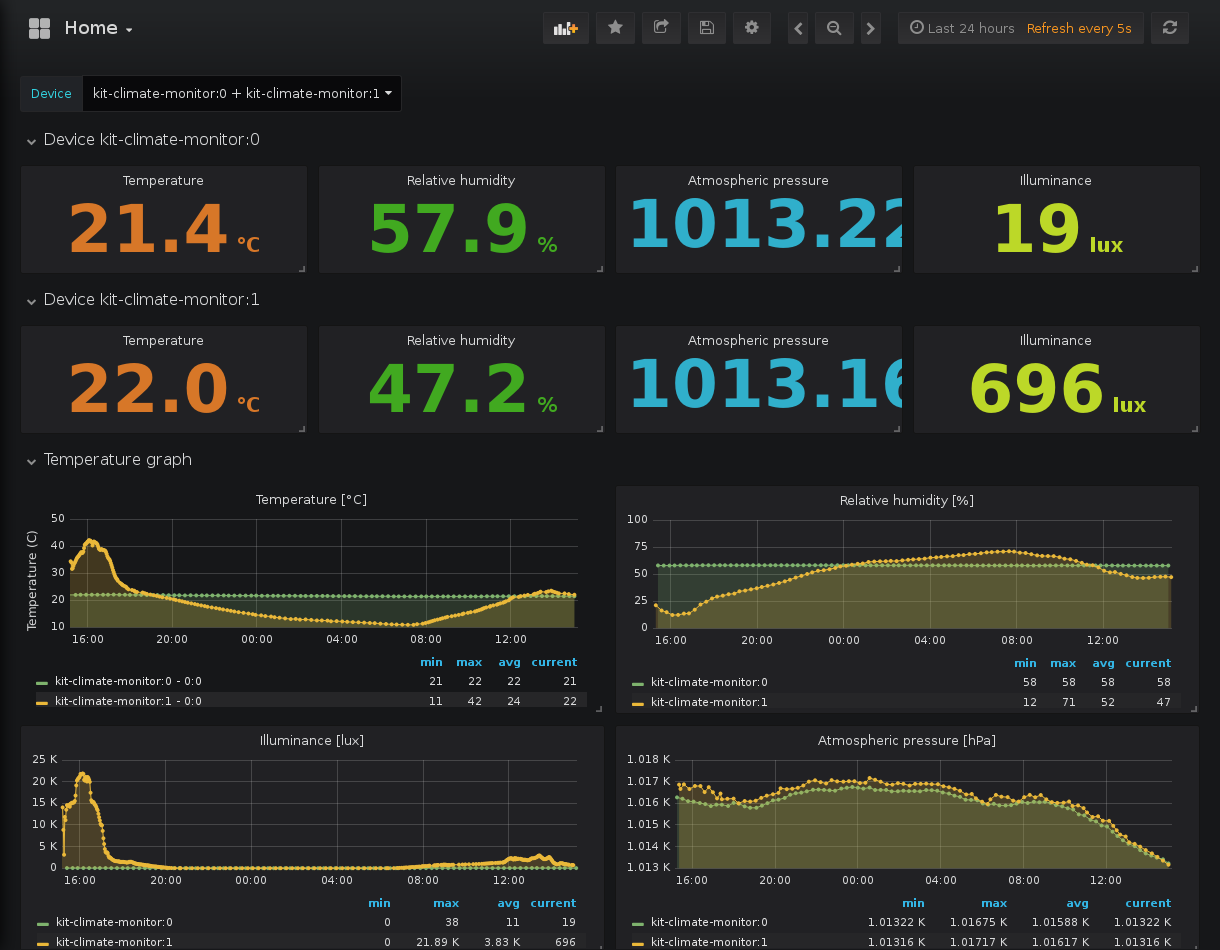 Home
Last 24 hours Refresh every 5s
Device kit-climate-monitor:0 + kit-climate-monitor:1
Device kit-climate-monitor:0
Temperature Relative humidity Atmospheric pressure Illuminance
21.4 °C 57.9 % 1013.22 19 lux
Device kit-climate-monitor:1
Temperature Relative humidity Atmospheric pressure Illuminance
22.0 °C 47.2 % 1013.16 696 lux
Temperature graph
Temperature [°C]
Temperature (C)
50
40
30
20
10
16:00 20:00 00:00 04:00 08:00 12:00
min max avg current
kit-climate-monitor:0 - 0:0 21 22 22 21
kit-climate-monitor:1 - 0:0 11 42 24 22
Relative humidity [%]
100
75
50
25
0
16:00 20:00 00:00 04:00 08:00 12:00
min max avg current
kit-climate-monitor:0 58 58 58 58
kit-climate-monitor:1 12 71 52 47
Illuminance [lux]
25 K
20 K
15 K
10 K
5 K
0
16:00 20:00 00:00 04:00 08:00 12:00
min max avg current
kit-climate-monitor:0 0 38 11 19
kit-climate-monitor:1 0 21.89 K 3.83 K 696
Atmospheric pressure [hPa]
1.018 K
1.017 K
1.016 K
1.015 K
1.014 K
1.013 K
16:00 20:00 00:00 04:00 08:00 12:00
min max avg current
kit-climate-monitor:0 1.01322 K 1.01675 K 1.01588 K 1.01322 K
kit-climate-monitor:1 1.01316 K 1.01717 K 1.01617 K 1.01316 K